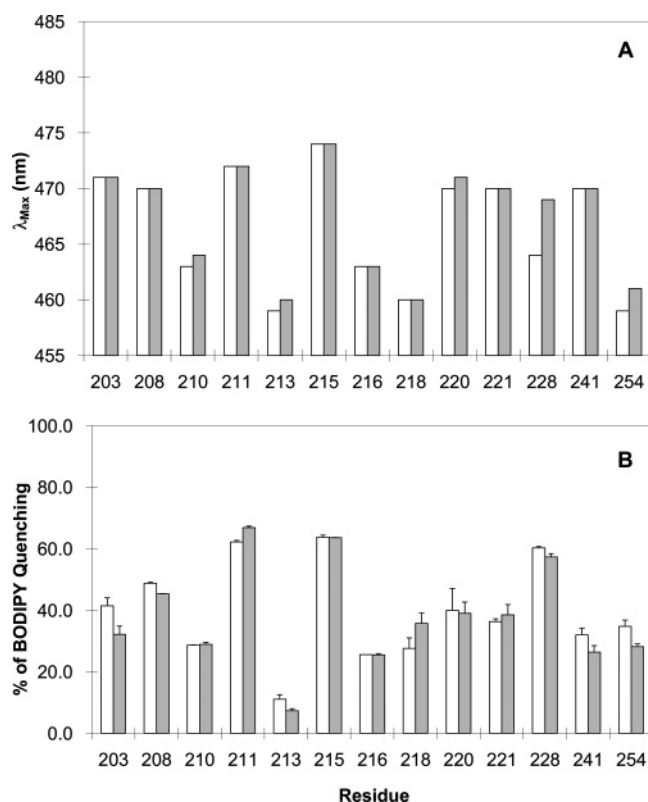 A
485
480
475
470
465
460
455
λ-Max (nm)
203 208 210 211 213 215 216 218 220 221 228 241 254
B
100.0
80.0
60.0
40.0
20.0
0.0
% of BODIPY Quenching
203 208 210 211 213 215 216 218 220 221 228 241 254
Residue